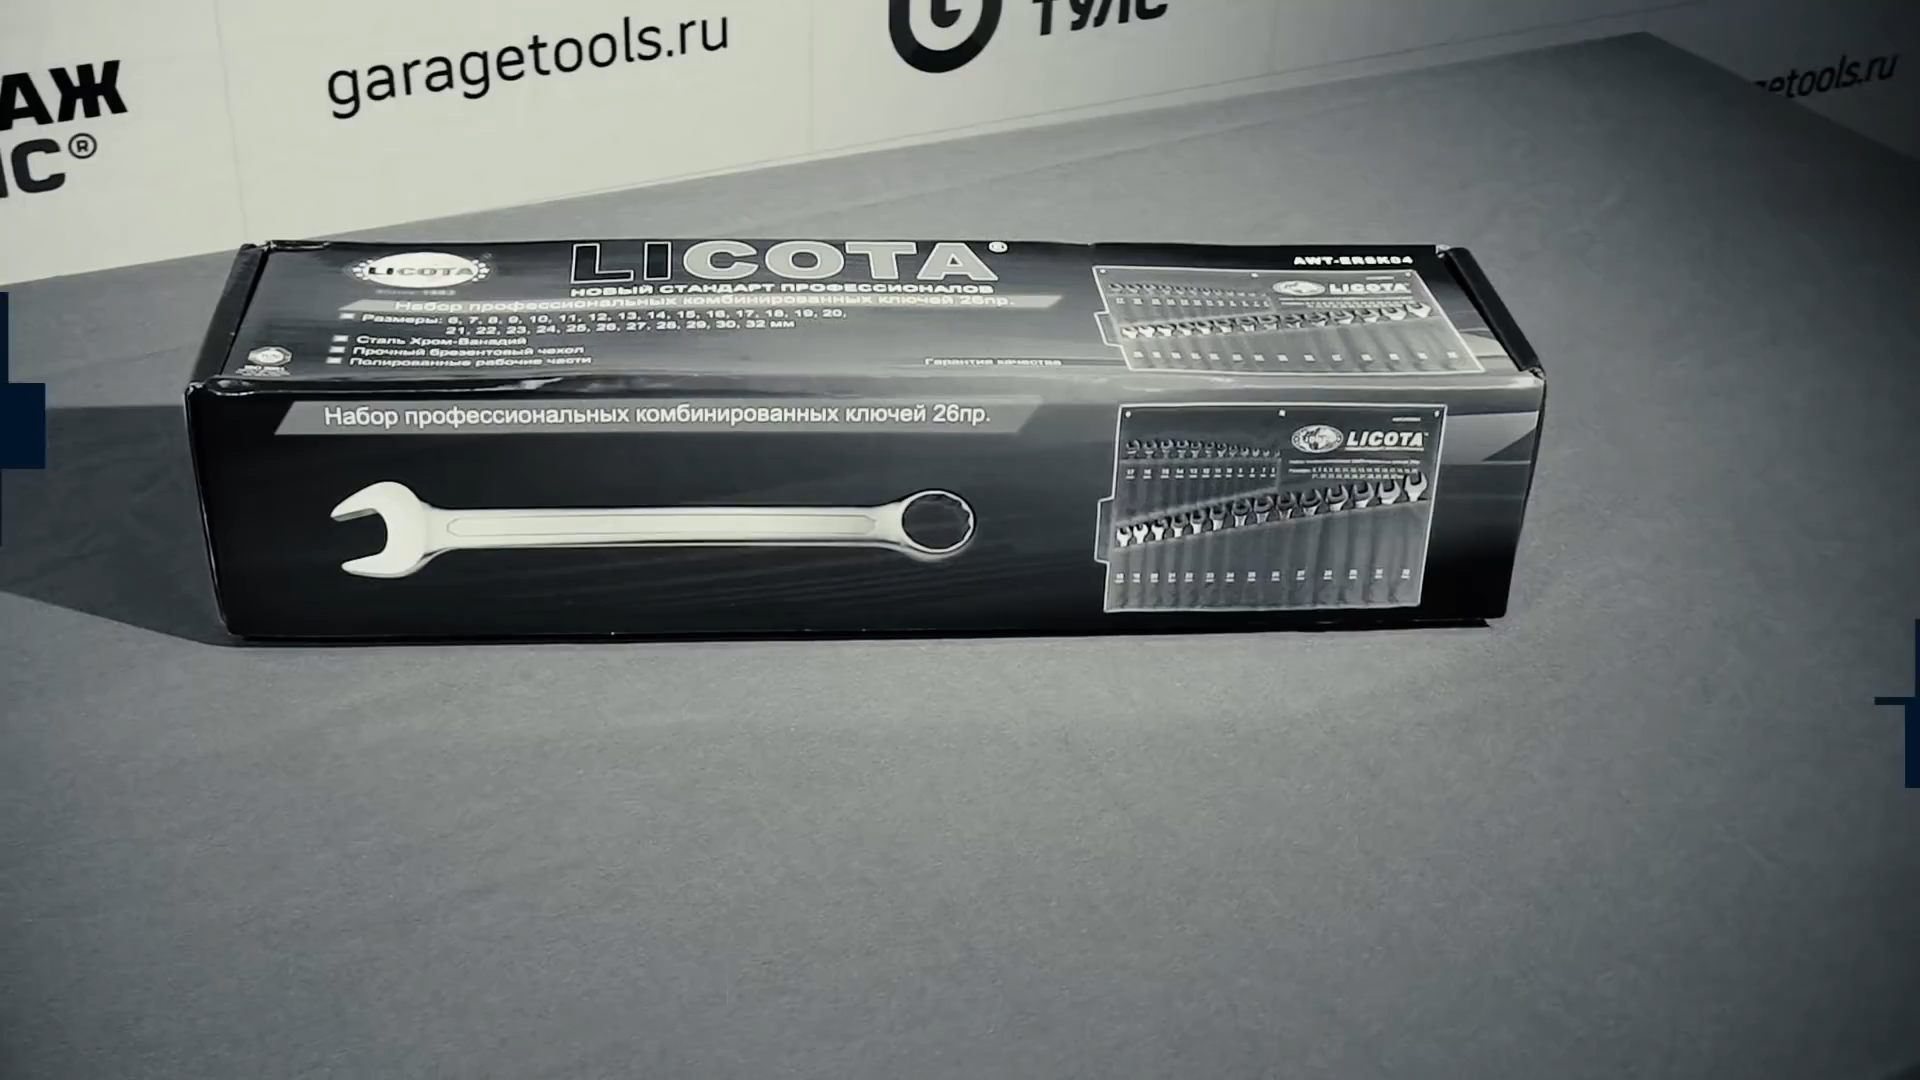 АЖ
ЛС®
garagetools.ru
ТУЛС
etools.ru
LICOTA
LICOTA®
НОВЫЙ СТАНДАРТ ПРОФЕССИОНАЛОВ
AWT-ERSK04
Набор профессиональных комбинированных ключей 26пр.
Размеры: 6, 7, 8, 9, 10, 11, 12, 13, 14, 15, 16, 17, 18, 19, 20,
21, 22, 23, 24, 25, 26, 27, 28, 29, 30, 32 мм
Сталь Хром-Ванадий
Прочный брезентовый чехол
Полированные рабочие части
Гарантия качества
LICOTA
Набор профессиональных комбинированных ключей 26пр.
LICOTA